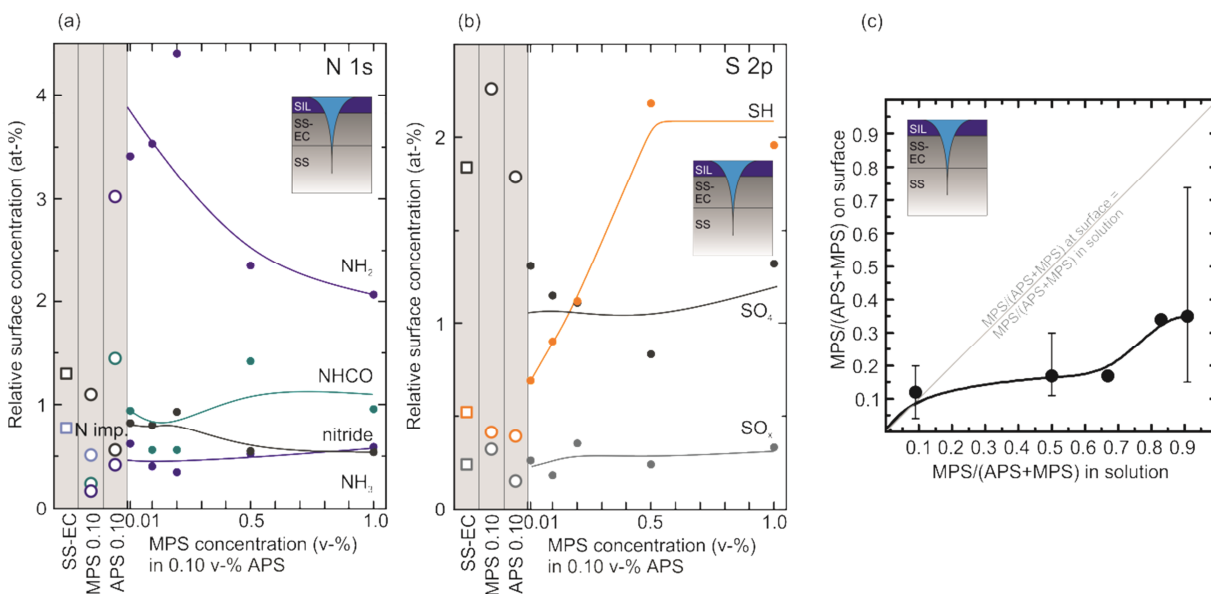 (a)
N 1s
Relative surface concentration (at-%)
4
3
2
1
0
SIL
SS-
EC
SS
NH2
NHCO
nitride
NH3
N imp.
SS-EC
MPS 0.10
APS 0.10
0.01
0.5
1.0
MPS concentration (v-%)
in 0.10 v-% APS
(b)
S 2p
Relative surface concentration (at-%)
2
1
0
SH
SIL
SS-
EC
SS
SO4
SOx
SS-EC
MPS 0.10
APS 0.10
0.01
0.5
1.0
MPS concentration (v-%)
in 0.10 v-% APS
(c)
MPS/(APS+MPS) on surface
0.9
0.8
0.7
0.6
0.5
0.4
0.3
0.2
0.1
SIL
SS-
EC
SS
MPS/(APS+MPS) at surface =
MPS/(APS+MPS) in solution
0.1 0.2 0.3 0.4 0.5 0.6 0.7 0.8 0.9
MPS/(APS+MPS) in solution